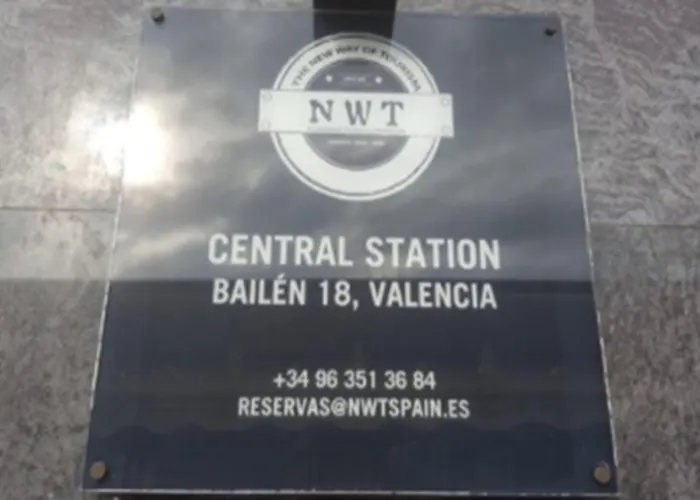 THE NEW WAY OF TOURISM
NWT
CENTRAL STATION
BAILÉN 18, VALENCIA
+34 96 351 36 84
RESERVAS@NWTSPAIN.ES